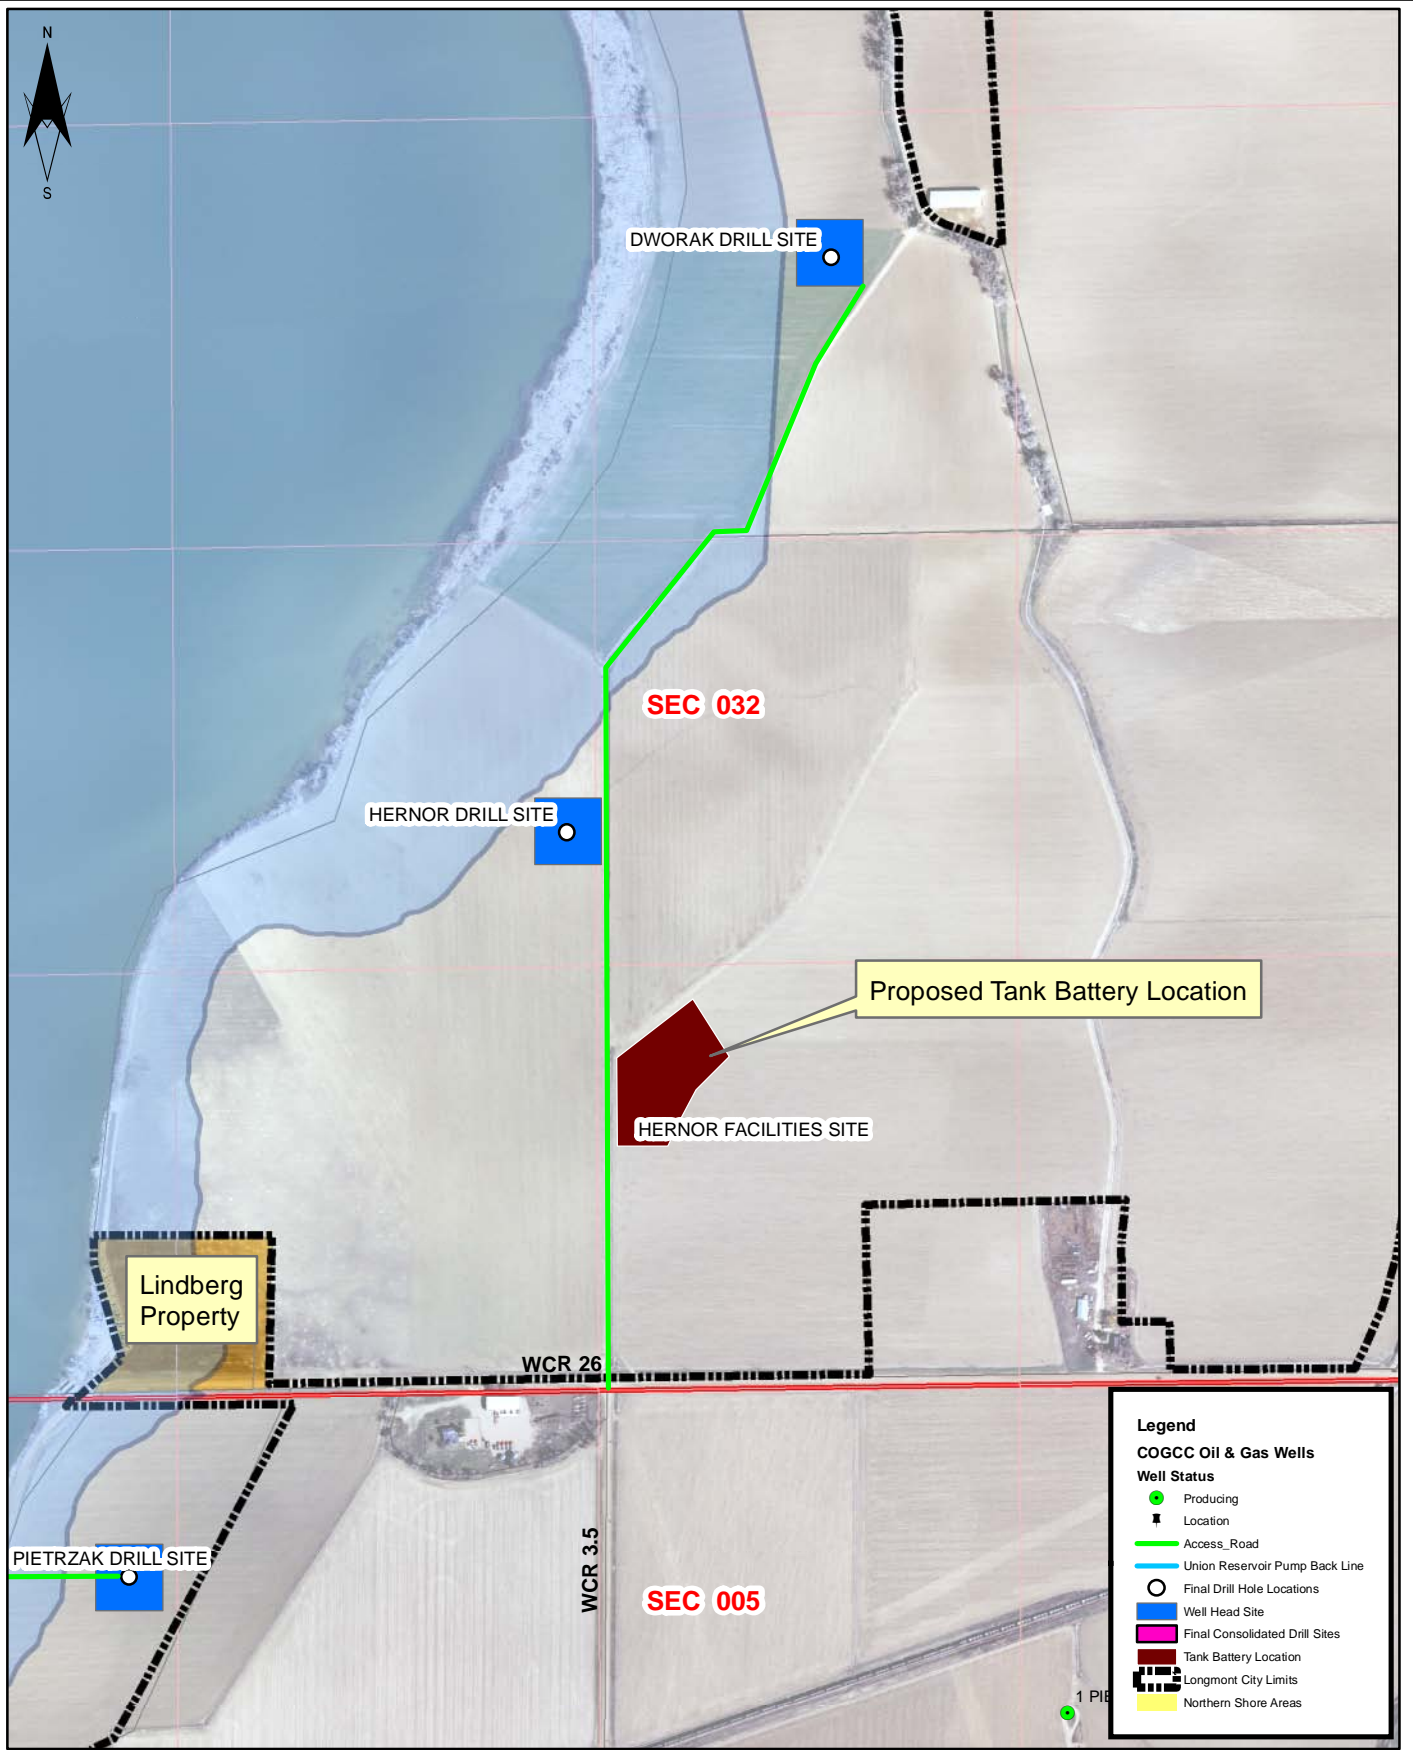 N
S
DWORAK DRILL SITE
SEC 032
HERNOR DRILL SITE
Proposed Tank Battery Location
HERNOR FACILITIES SITE
Lindberg
Property
WCR 26
WCR 3.5
PIETRZAK DRILL SITE
SEC 005
1 PIE
Legend
COGCC Oil & Gas Wells
Well Status
Producing
Location
Access_Road
Union Reservoir Pump Back Line
Final Drill Hole Locations
Well Head Site
Final Consolidated Drill Sites
Tank Battery Location
Longmont City Limits
Northern Shore Areas